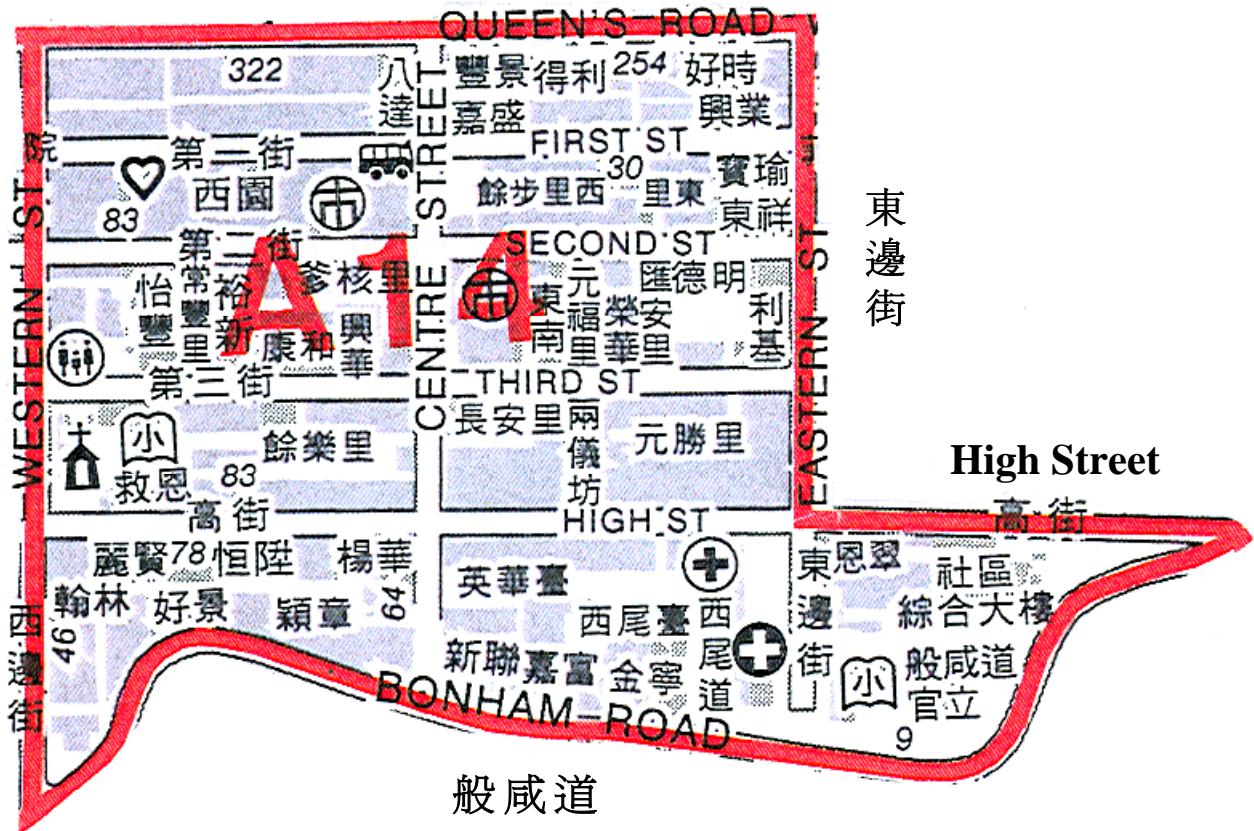 QUEEN'S ROAD
322
八達
豐景
得利
254
好時
嘉盛
興業
CENTRE STREET
FIRST ST
院
第三街
西園
83
30
餘步里
西里
東
寶瑜
東祥
WESTERN ST
第二街
SECOND ST
A14
怡豐
常豐里
裕新
爹核里
康和
興華
東南
元福里
榮華
匯安里
德明
利基
EASTERN ST
東邊街
第三街
THIRD ST
小
救恩
83
餘樂里
長安里
兩儀坊
元勝里
High Street
高街
HIGH ST
高街
麗賢
78
恒陞
楊華
翰林
好景
穎章
64
46
西邊街
英華臺
西尾臺
西尾道
新聯
嘉富
金寧
東邊街
恩翠
社區
綜合大樓
小
般咸道
官立
9
BONHAM ROAD
般咸道